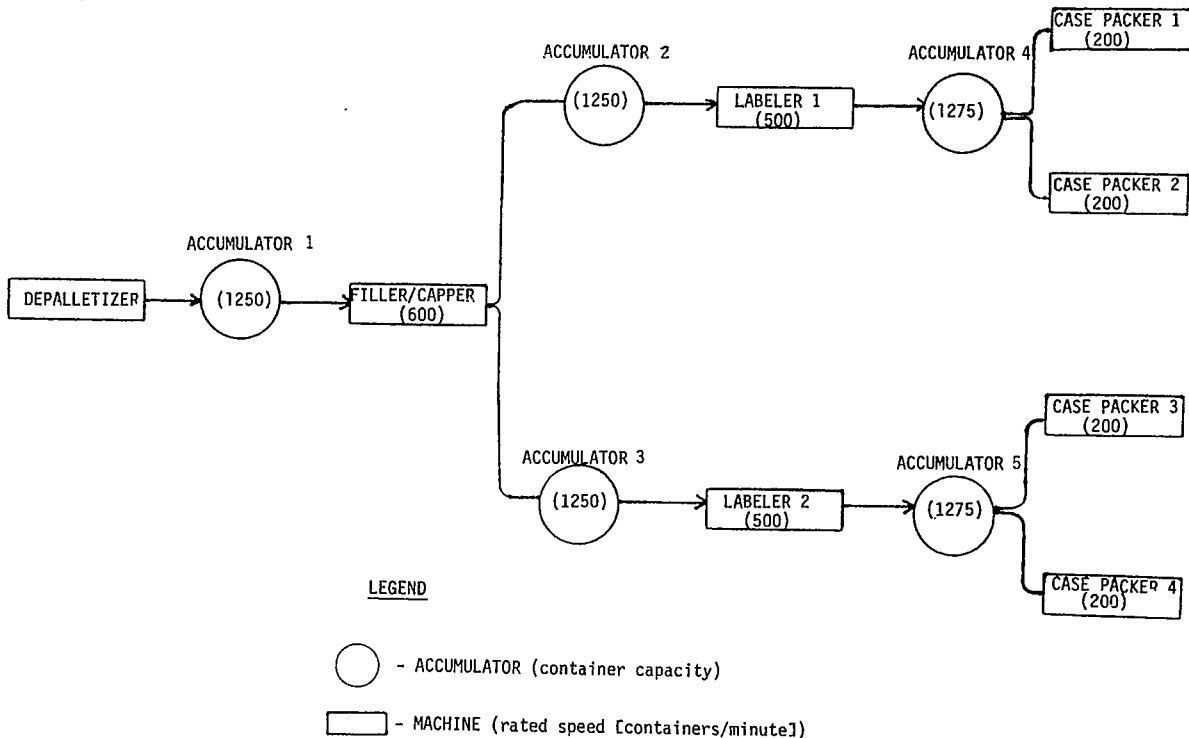 CASE PACKER 1
(200)
ACCUMULATOR 2
ACCUMULATOR 4
(1250)
LABELER 1
(500)
(1275)
CASE PACKER 2
(200)
ACCUMULATOR 1
DEPALLETIZER
(1250)
FILLER/CAPPER
(600)
CASE PACKER 3
(200)
ACCUMULATOR 3
ACCUMULATOR 5
(1250)
LABELER 2
(500)
(1275)
CASE PACKER 4
(200)
LEGEND
- ACCUMULATOR (container capacity)
- MACHINE (rated speed [containers/minute])